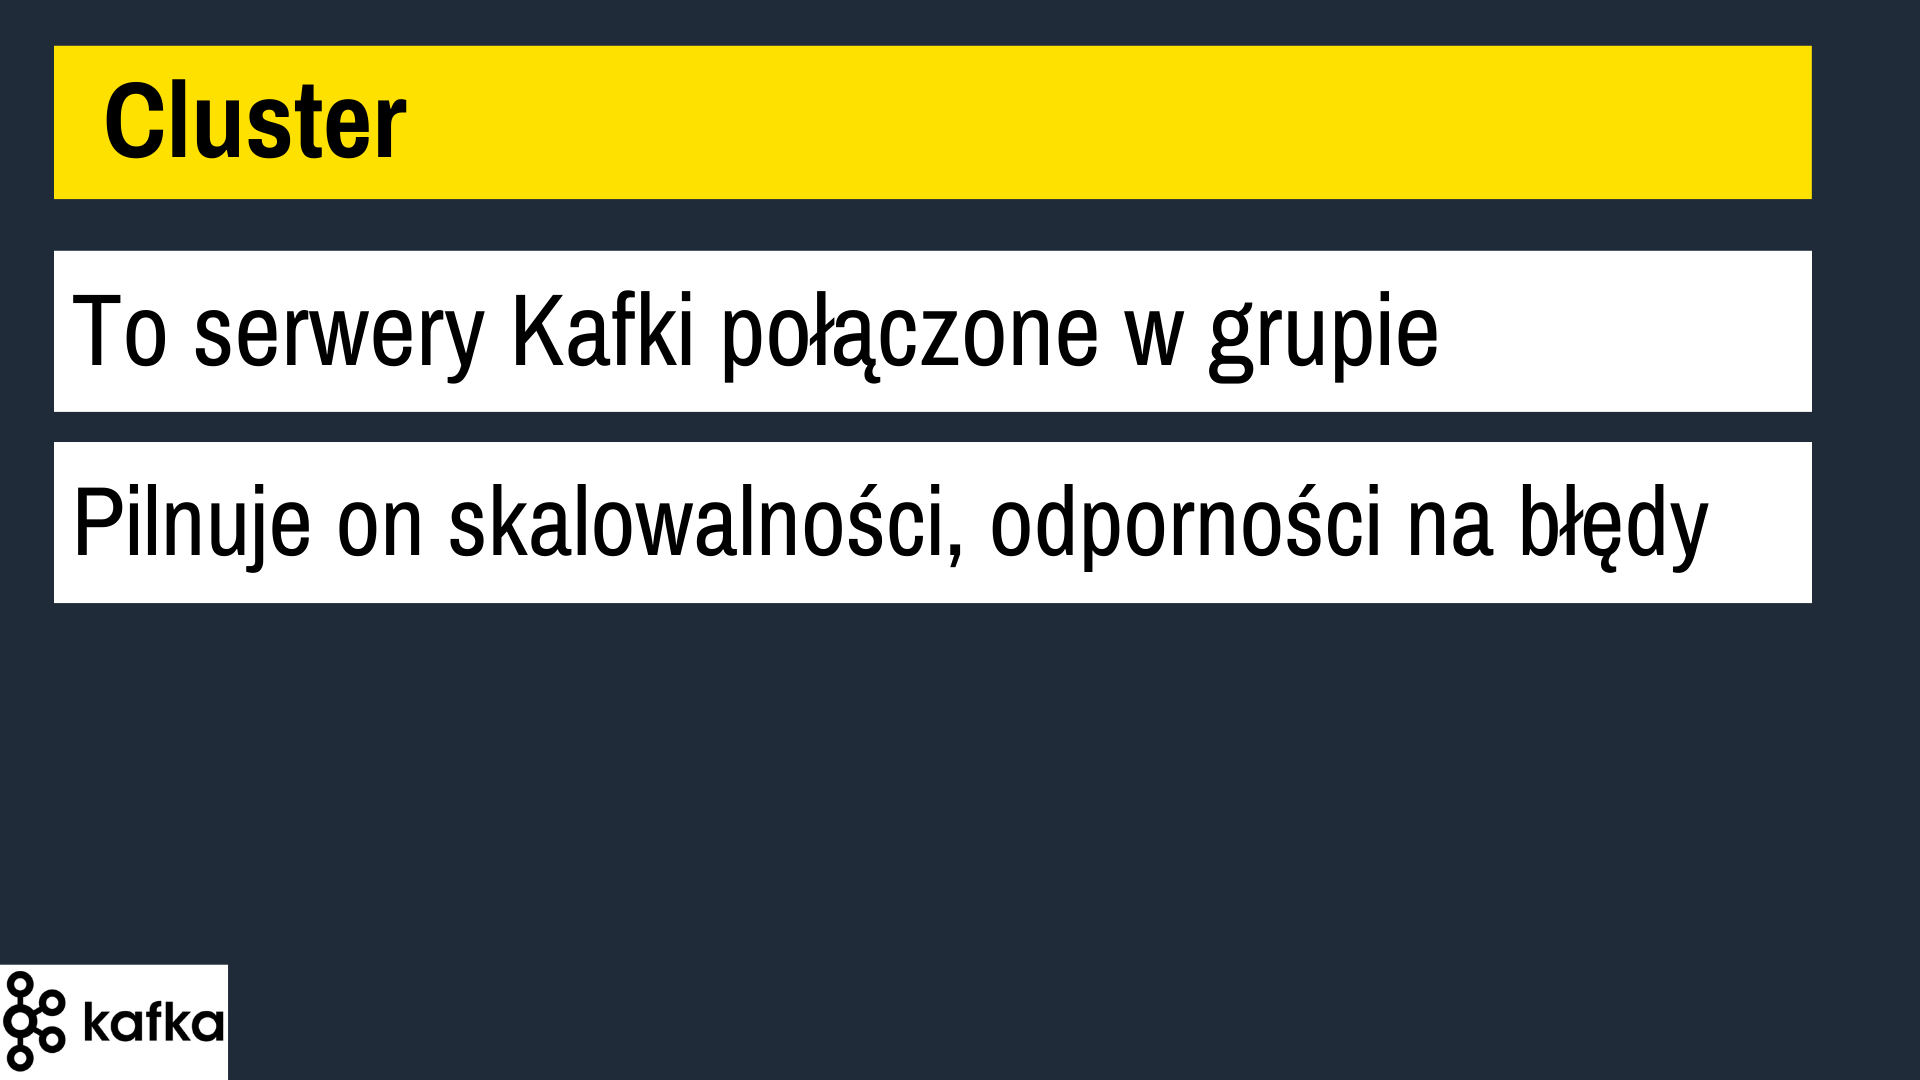 Cluster
To serwery Kafki połączone w grupie
Pilnuje on skalowalności, odporności na błędy
kafka